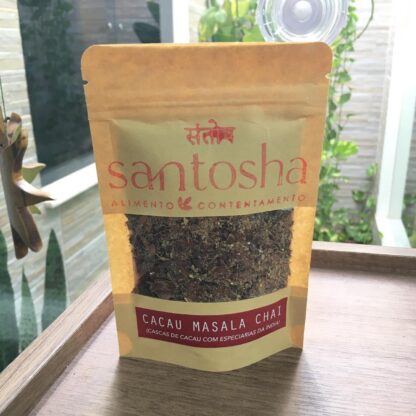 संतोष
santosha
ALIMENTO CONTENTAMENTO
CACAU MASALA CHAI
(CASCAS DE CACAU COM ESPECIARIAS DA ÍNDIA)